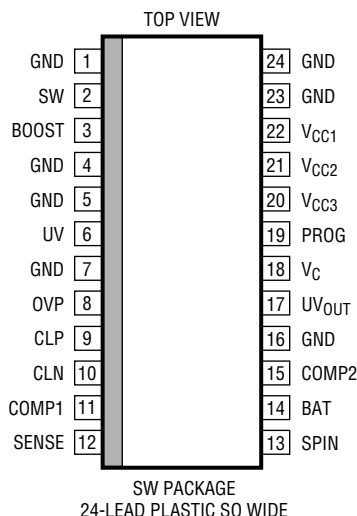 TOP VIEW
GND 1
SW 2
BOOST 3
GND 4
GND 5
UV 6
GND 7
OVP 8
CLP 9
CLN 10
COMP1 11
SENSE 12
24 GND
23 GND
22 VCC1
21 VCC2
20 VCC3
19 PROG
18 VC
17 UVOUT
16 GND
15 COMP2
14 BAT
13 SPIN
SW PACKAGE
24-LEAD PLASTIC SO WIDE